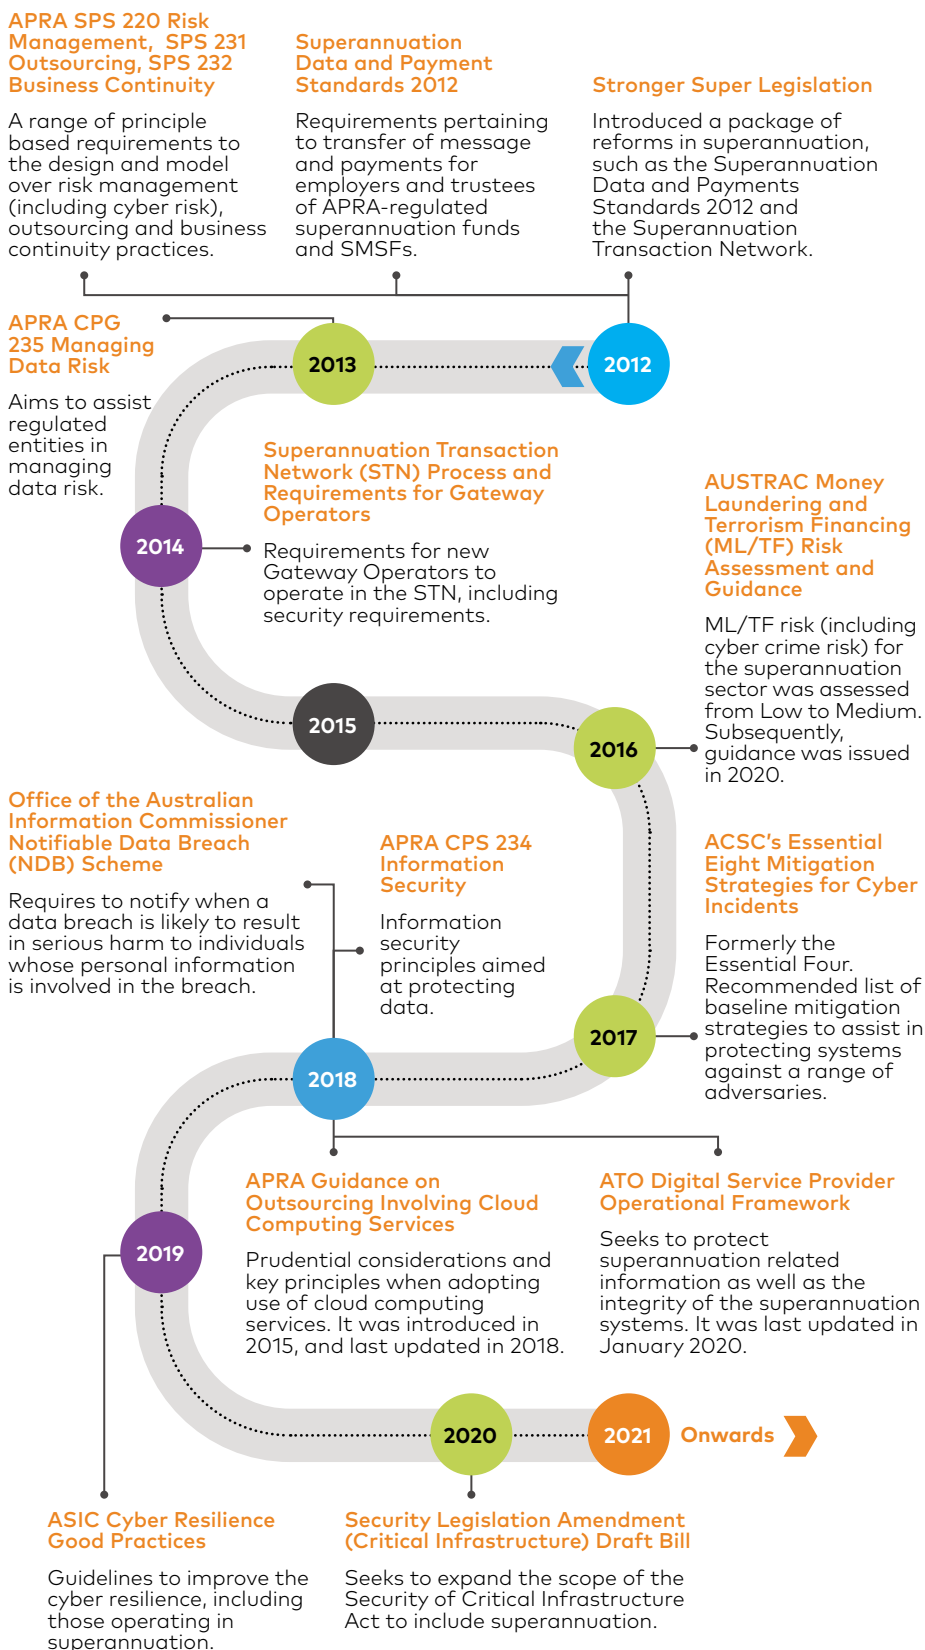 APRA SPS 220 Risk
Management, SPS 231
Outsourcing, SPS 232
Business Continuity
A range of principle
based requirements to
the design and model
over risk management
(including cyber risk),
outsourcing and business
continuity practices.
Superannuation
Data and Payment
Standards 2012
Requirements pertaining
to transfer of message
and payments for
employers and trustees
of APRA-regulated
superannuation funds
and SMSFs.
Stronger Super Legislation
Introduced a package of
reforms in superannuation,
such as the Superannuation
Data and Payments
Standards 2012 and
the Superannuation
Transaction Network.
2012
2013
APRA CPG
235 Managing
Data Risk
Aims to assist
regulated
entities in
managing
data risk.
2014
Superannuation Transaction
Network (STN) Process and
Requirements for Gateway
Operators
Requirements for new
Gateway Operators to
operate in the STN, including
security requirements.
2015
2016
AUSTRAC Money
Laundering and
Terrorism Financing
(ML/TF) Risk
Assessment and
Guidance
ML/TF risk (including
cyber crime risk) for
the superannuation
sector was assessed
from Low to Medium.
Subsequently,
guidance was issued
in 2020.
2017
ACSC's Essential
Eight Mitigation
Strategies for Cyber
Incidents
Formerly the
Essential Four.
Recommended list of
baseline mitigation
strategies to assist in
protecting systems
against a range of
adversaries.
Office of the Australian
Information Commissioner
Notifiable Data Breach
(NDB) Scheme
Requires to notify when a
data breach is likely to result
in serious harm to individuals
whose personal information
is involved in the breach.
APRA CPS 234
Information
Security
Information
security
principles aimed
at protecting
data.
2018
APRA Guidance on
Outsourcing Involving Cloud
Computing Services
Prudential considerations and
key principles when adopting
use of cloud computing
services. It was introduced in
2015, and last updated in 2018.
ATO Digital Service Provider
Operational Framework
Seeks to protect
superannuation related
information as well as the
integrity of the superannuation
systems. It was last updated in
January 2020.
2019
2020
2021
Onwards
ASIC Cyber Resilience
Good Practices
Guidelines to improve the
cyber resilience, including
those operating in
superannuation.
Security Legislation Amendment
(Critical Infrastructure) Draft Bill
Seeks to expand the scope of the
Security of Critical Infrastructure
Act to include superannuation.